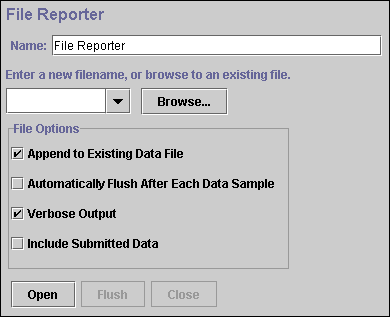 File Reporter
Name: File Reporter
Enter a new filename, or browse to an existing file.
Browse...
File Options
Append to Existing Data File
Automatically Flush After Each Data Sample
Verbose Output
Include Submitted Data
Open Flush Close